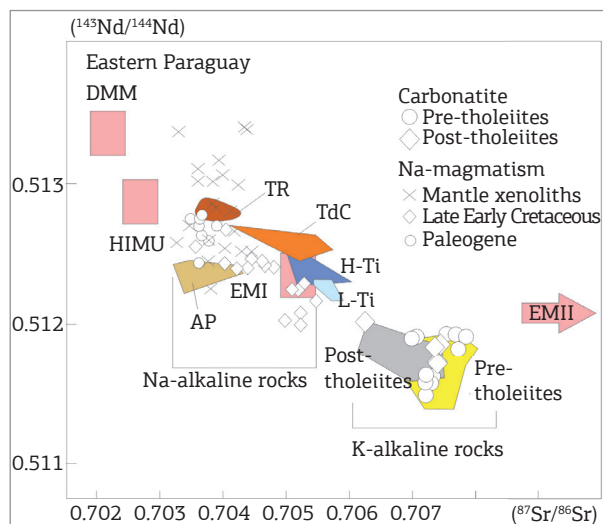 (¹⁴³Nd/¹⁴⁴Nd)
Eastern Paraguay
DMM
Carbonatite
Pre-tholeiites
Post-tholeiites
Na-magmatism
Mantle xenoliths
Late Early Cretaceous
Paleogene
0.513
TR
TdC
HIMU
H-Ti
EMI
L-Ti
AP
0.512
EMII
Post-
tholeiites
Pre-
tholeiites
Na-alkaline rocks
K-alkaline rocks
0.511
0.702 0.703 0.704 0.705 0.706 0.707 (⁸⁷Sr/⁸⁶Sr)